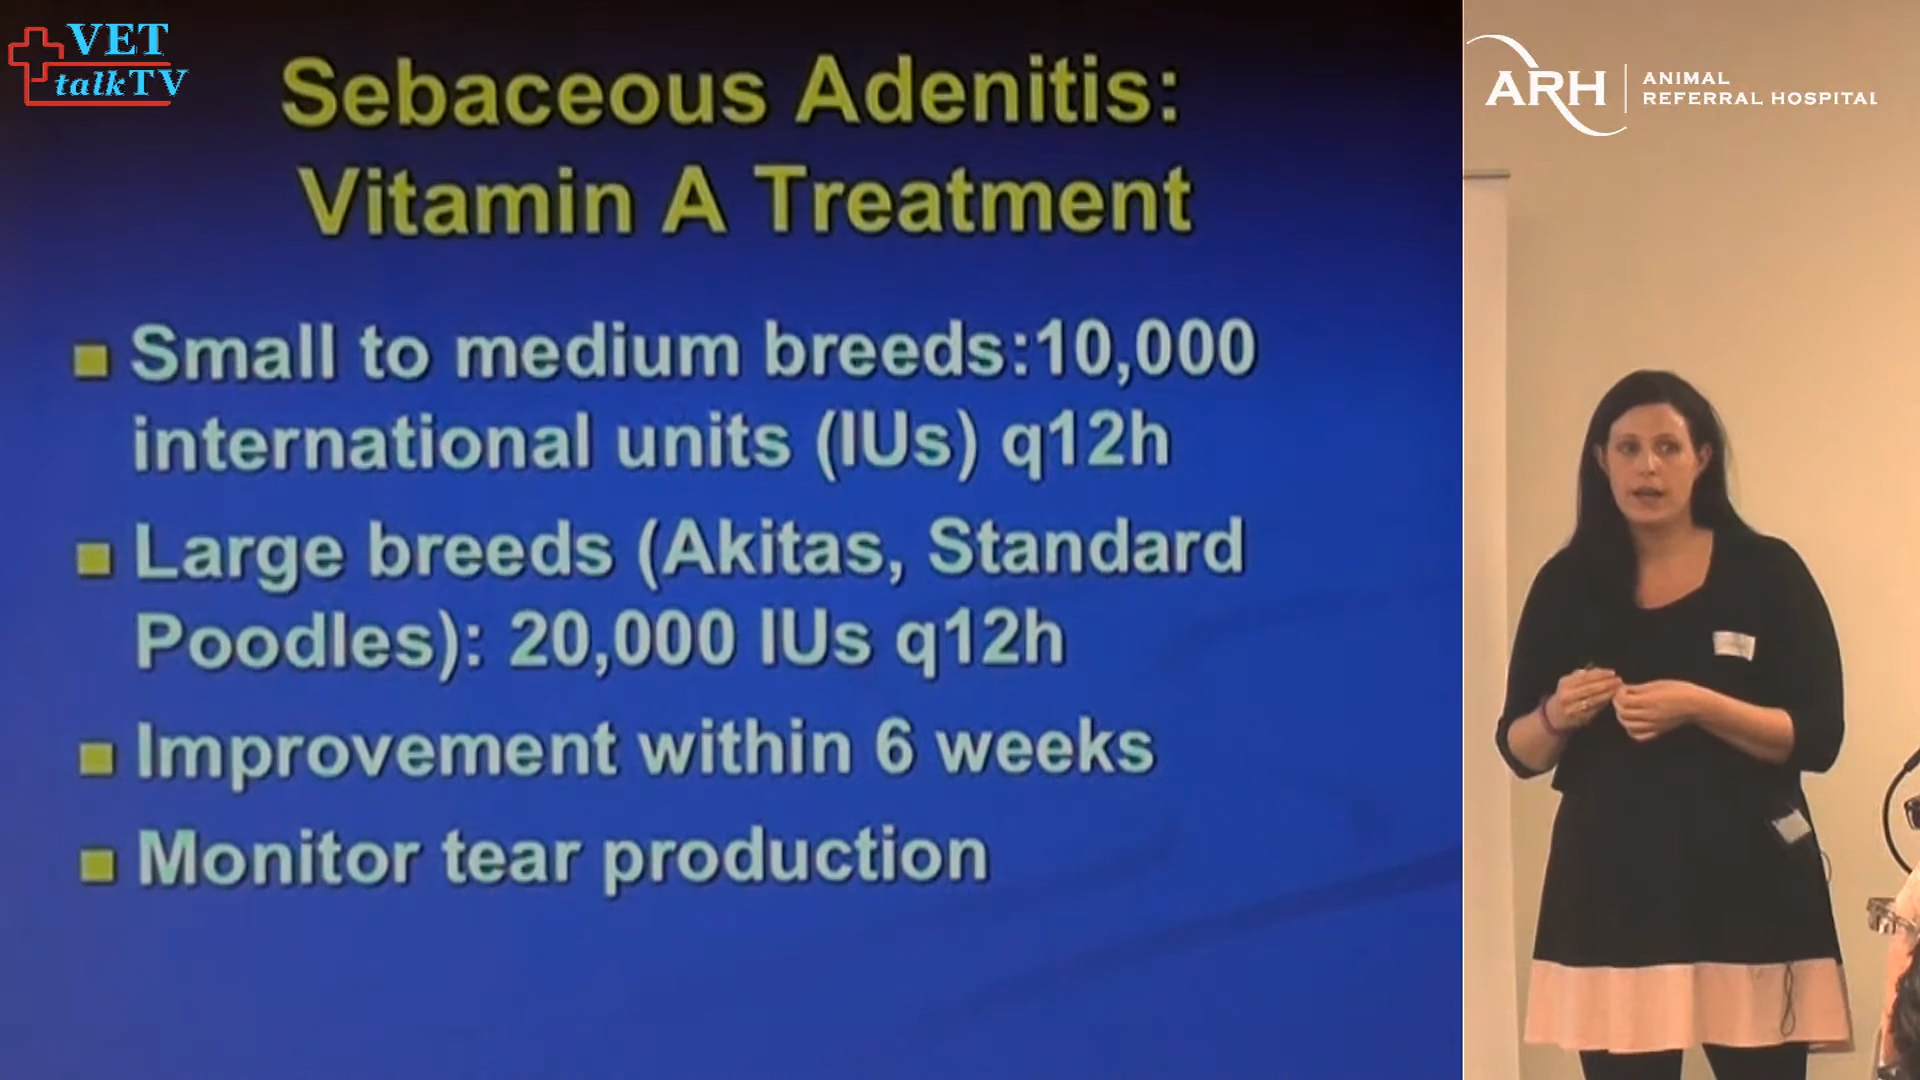 VET
talkTV
Sebaceous Adenitis:
Vitamin A Treatment
Small to medium breeds:10,000
international units (IUs) q12h
Large breeds (Akitas, Standard
Poodles): 20,000 IUs q12h
Improvement within 6 weeks
Monitor tear production
ARH
ANIMAL
REFERRAL HOSPITAL